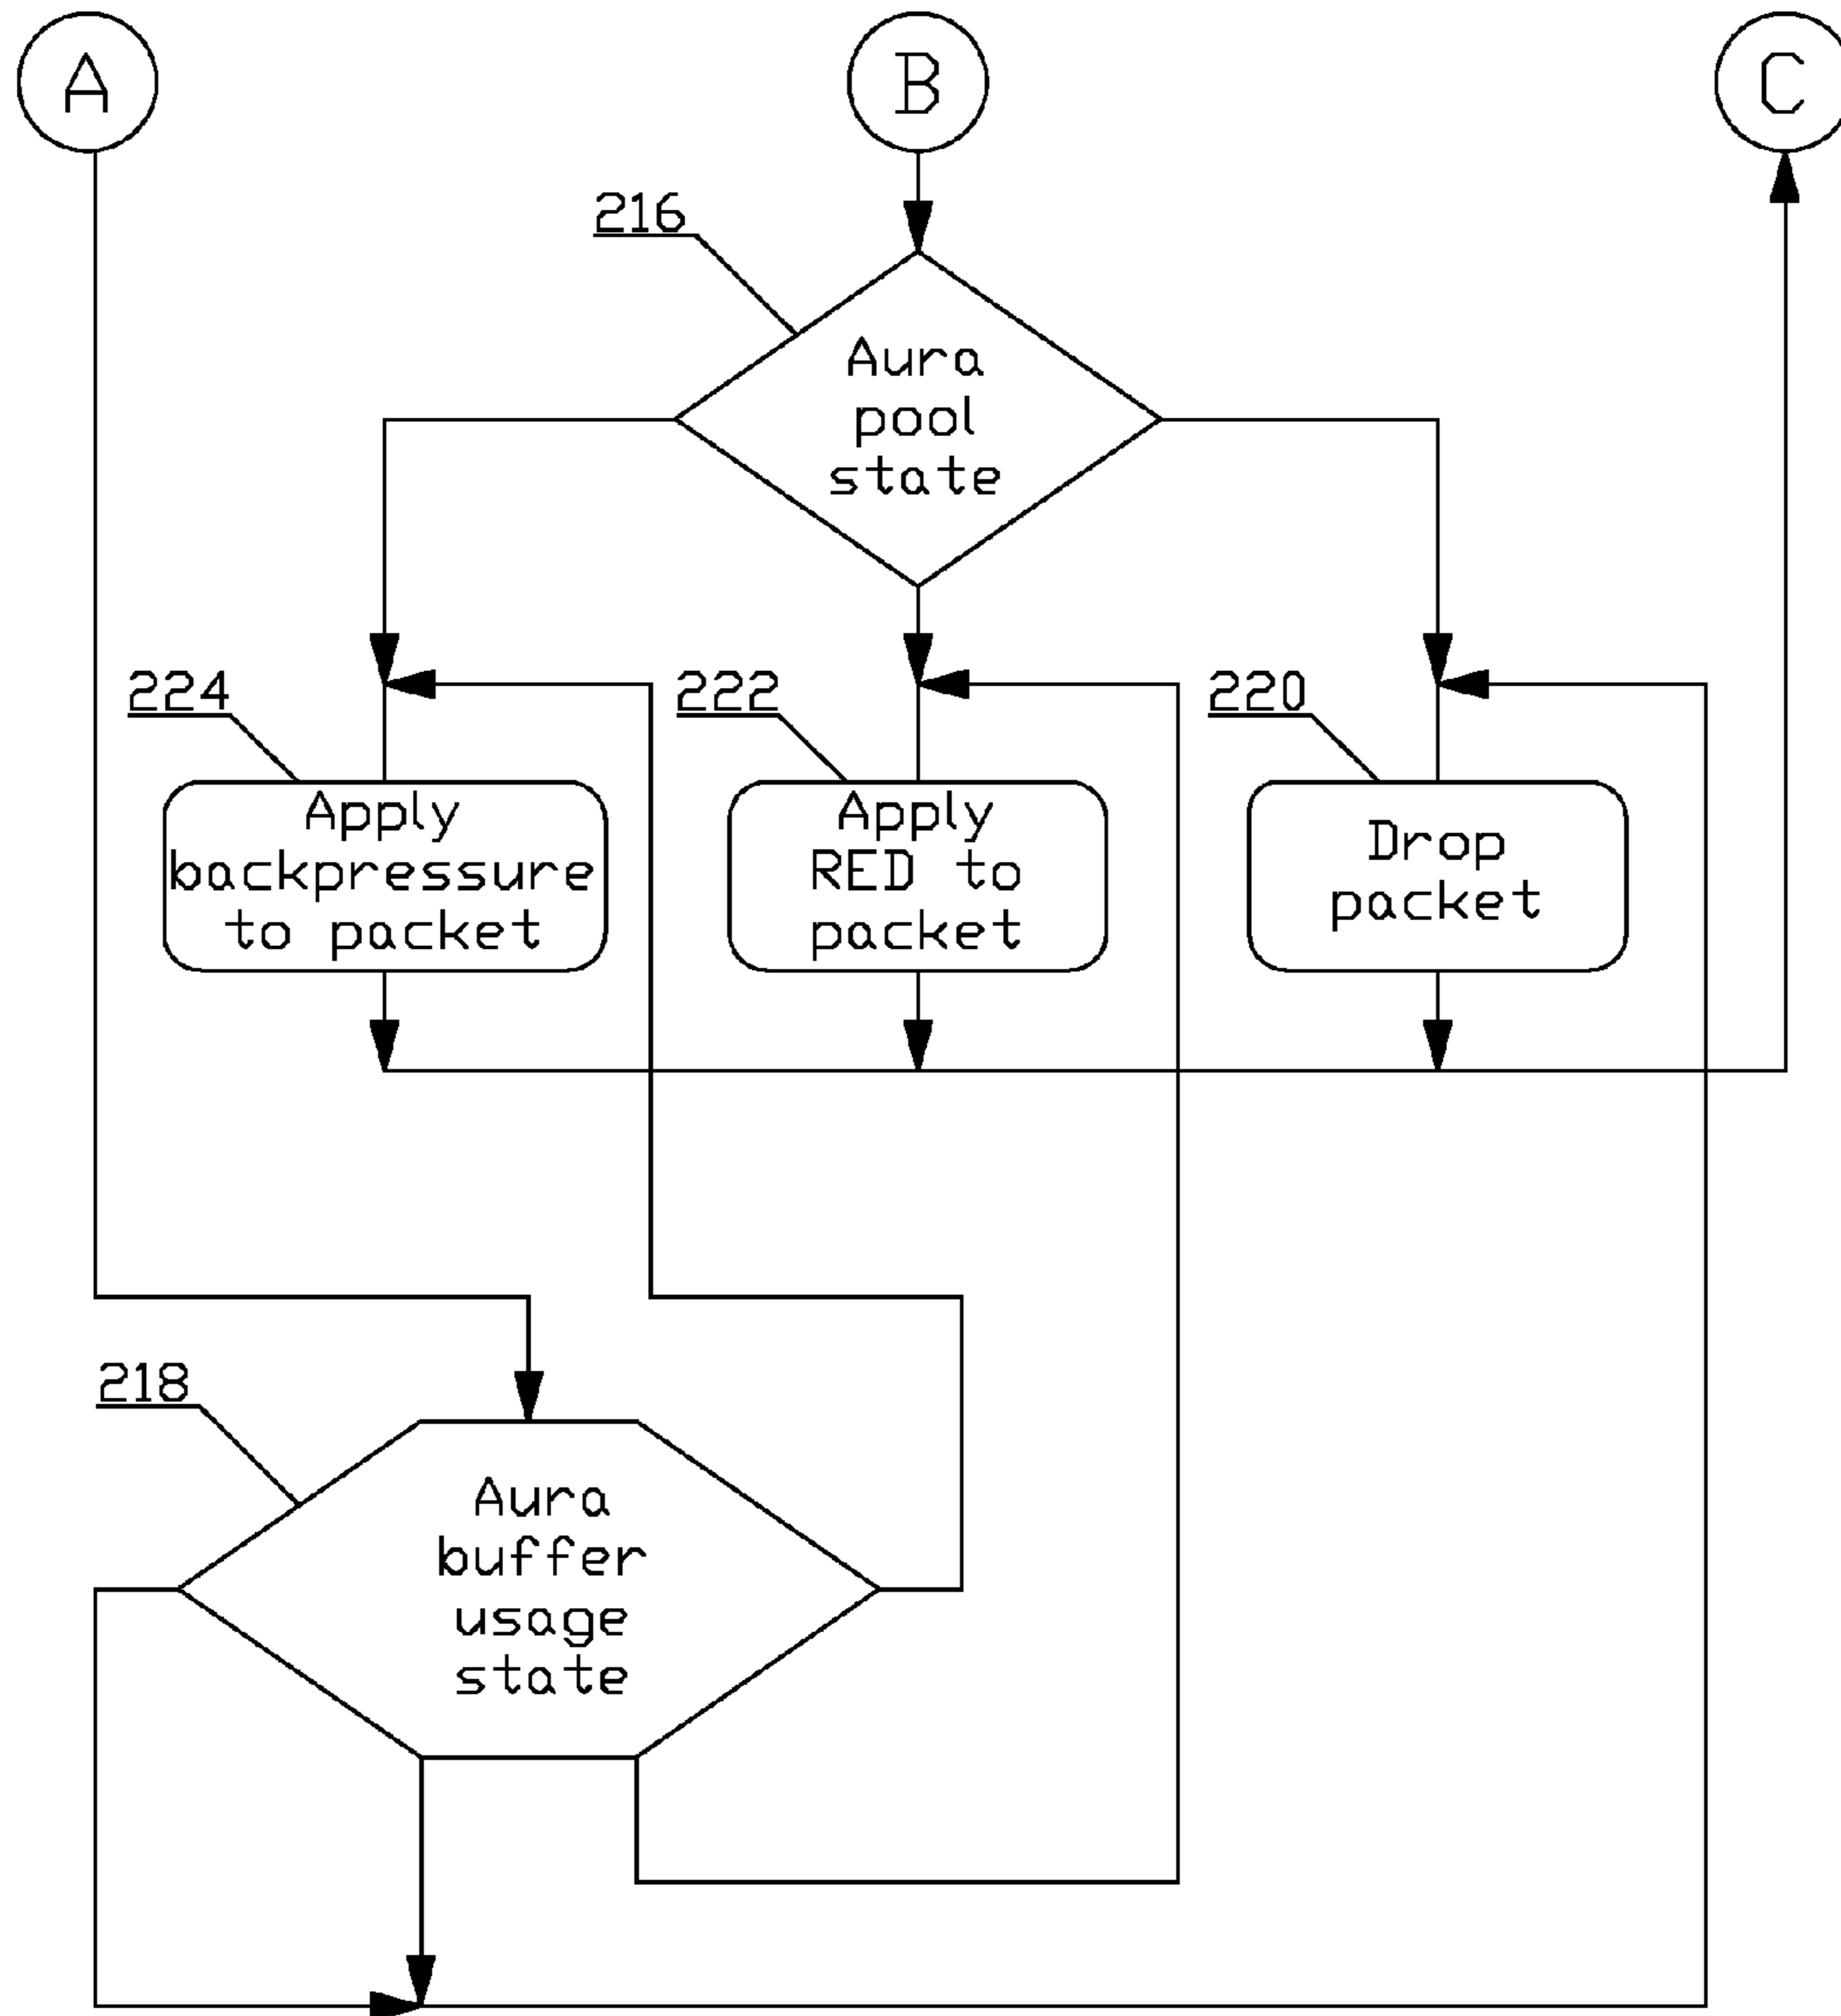 A
B
C
216
Aura
pool
state
224
222
220
Apply
backpressure
to packet
Apply
RED to
packet
Drop
packet
218
Aura
buffer
usage
state